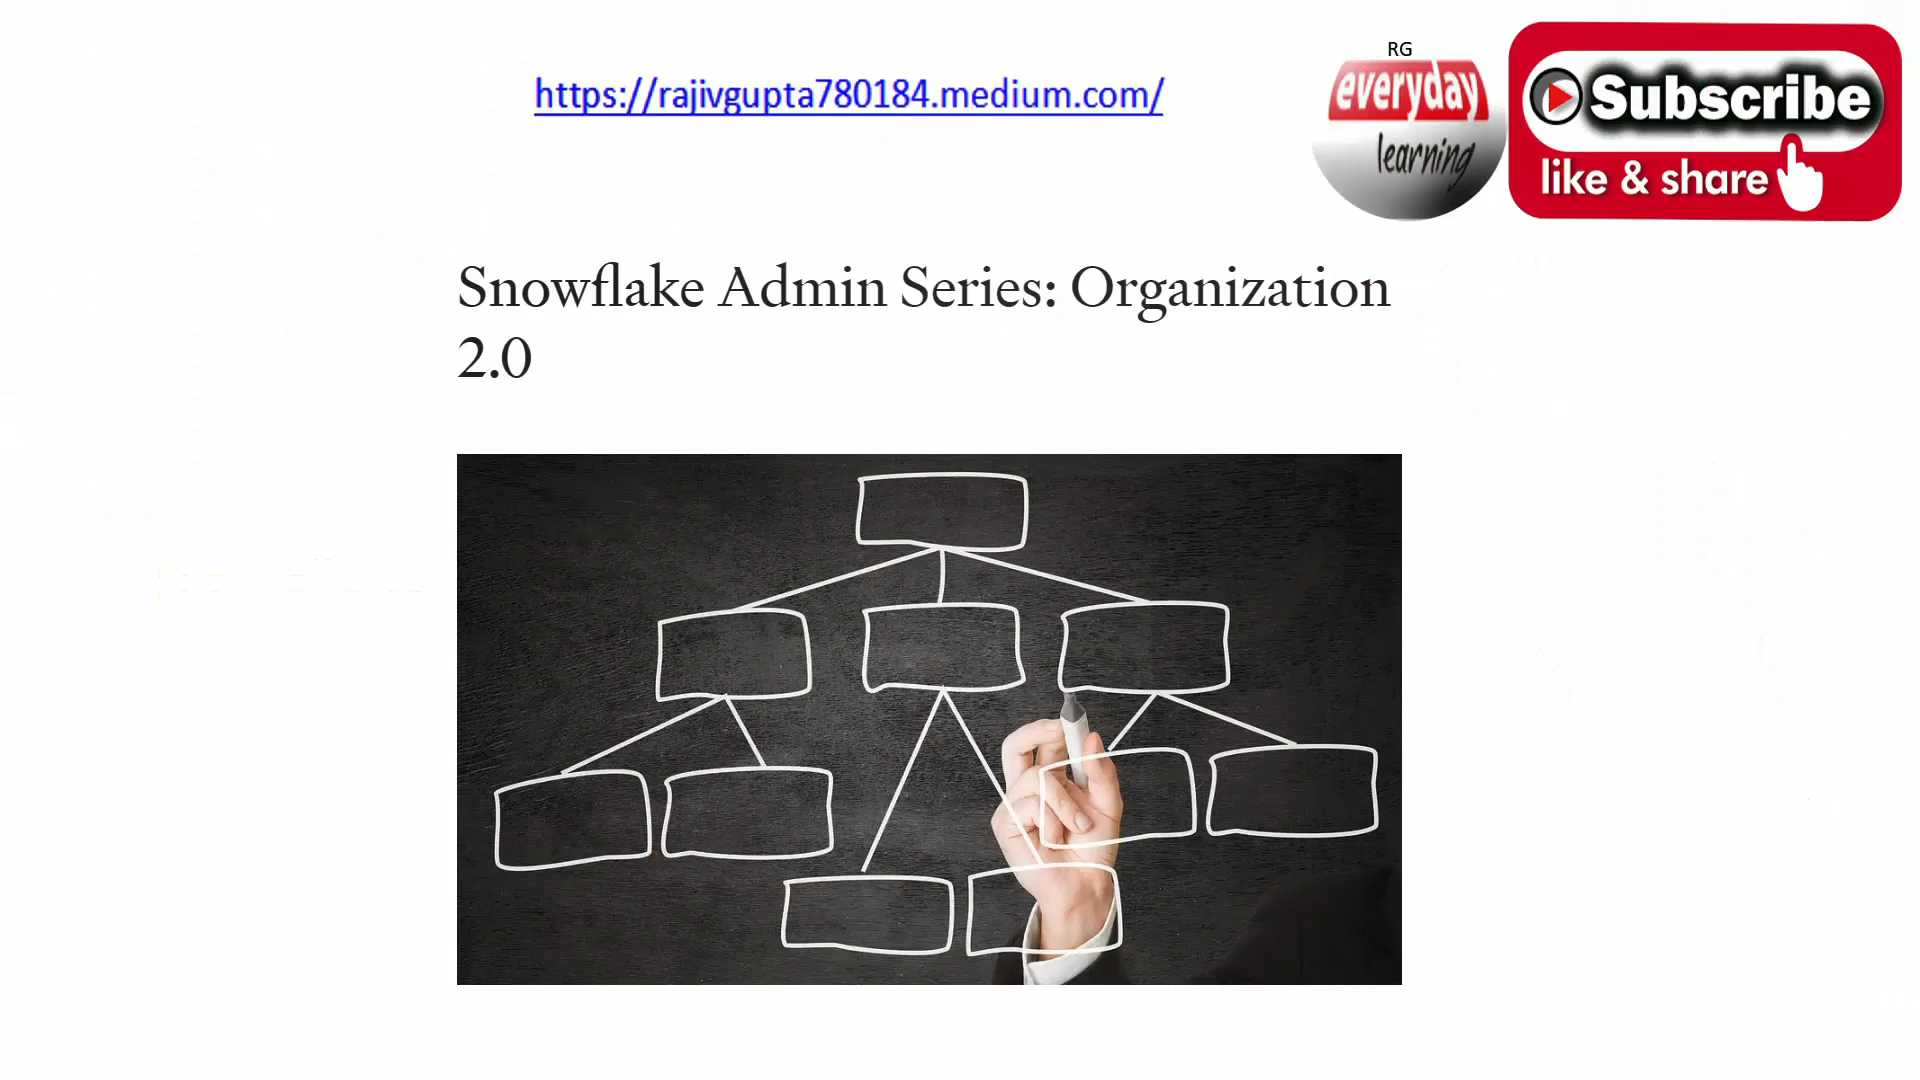 https://rajivgupta780184.medium.com/
RG
everyday
learning
Subscribe
like & share
Snowflake Admin Series: Organization
2.0